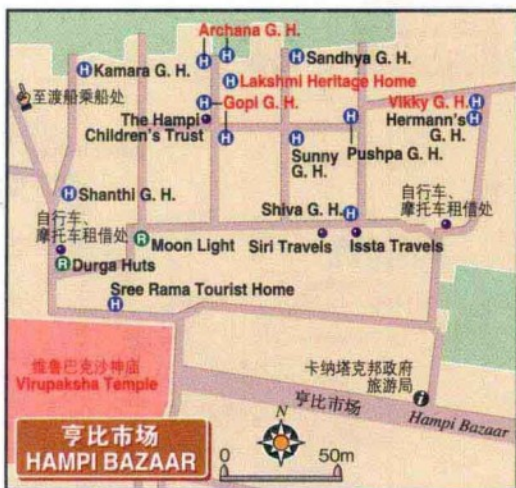 Archana G. H.
Kamara G. H.
Sandhya G. H.
Lakshmi Heritage Home
至渡船乘船处
Gopi G. H.
Vikky G. H.
The Hampi
Children's Trust
Hermann's
G. H.
Sunny
G. H.
Pushpa G. H.
Shanthi G. H.
自行车、
摩托车租借处
Shiva G. H.
自行车、
摩托车租借处
Moon Light
Siri Travels
Issta Travels
Durga Huts
Sree Rama Tourist Home
维鲁巴克沙神庙
Virupaksha Temple
卡纳塔克邦政府
旅游局
亨比市场
Hampi Bazaar
亨比市场
HAMPI BAZAAR
N
0 50m